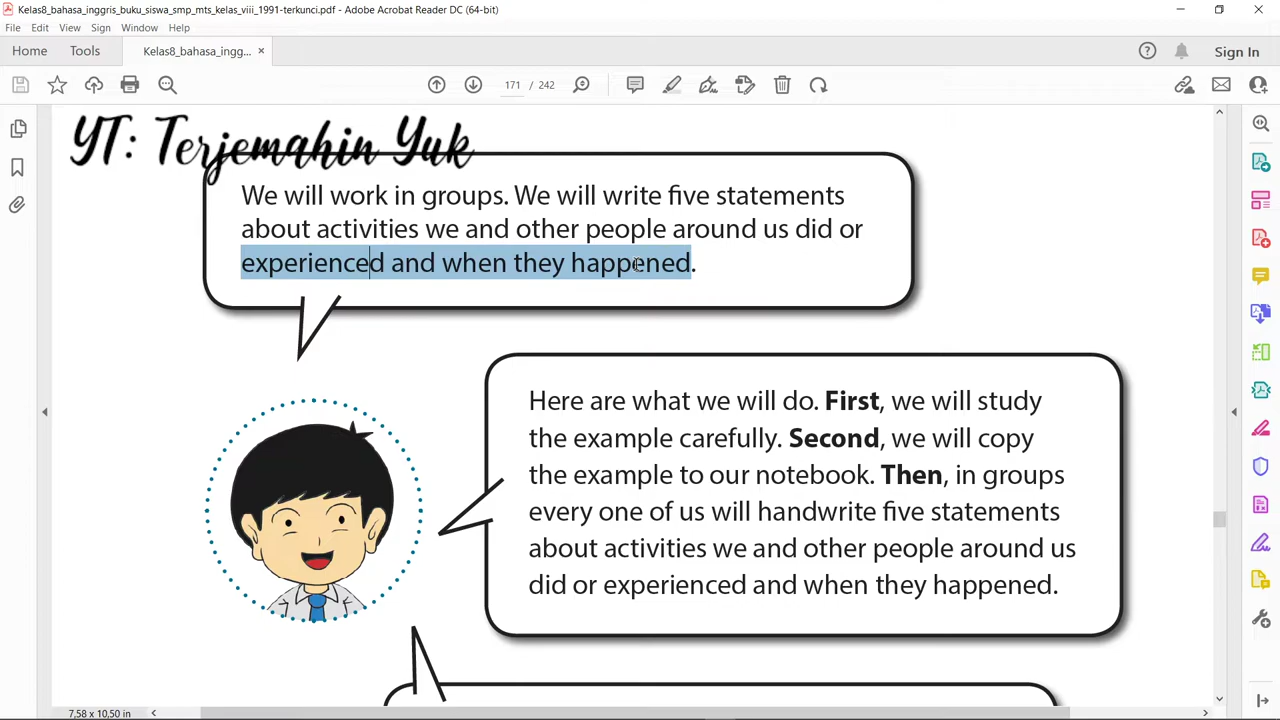 Kelas8_bahasa_inggris_buku_siswa_smp_mts_kelas_viii_1991-terkunci.pdf - Adobe Acrobat Reader DC (64-bit)
File Edit View Sign Window Help
Home Tools Kelas8_bahasa_ingg... × Sign In
171 / 242
YT: Terjemahin Yuk
We will work in groups. We will write five statements
about activities we and other people around us did or
experienced and when they happened.
Here are what we will do. First, we will study
the example carefully. Second, we will copy
the example to our notebook. Then, in groups
every one of us will handwrite five statements
about activities we and other people around us
did or experienced and when they happened.
7,58 x 10,50 in